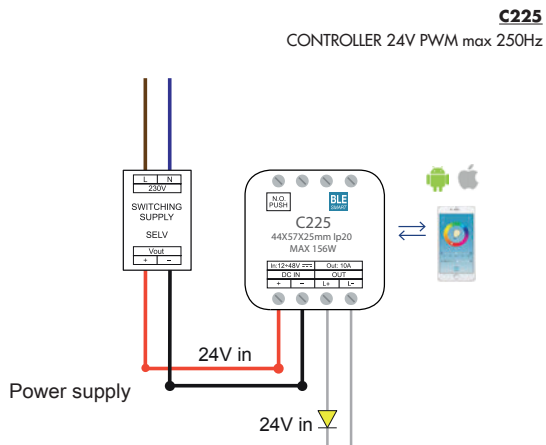 C225
CONTROLLER 24V PWM max 250Hz
L N
230V
SWITCHING
SUPPLY
SELV
Vout
+ −
N.O.
PUSH
BLE
SMART
C225
44X57X25mm Ip20
MAX 156W
In:12÷48V Out: 10A
DC IN OUT
+ − L+ L−
24V in
Power supply
24V in